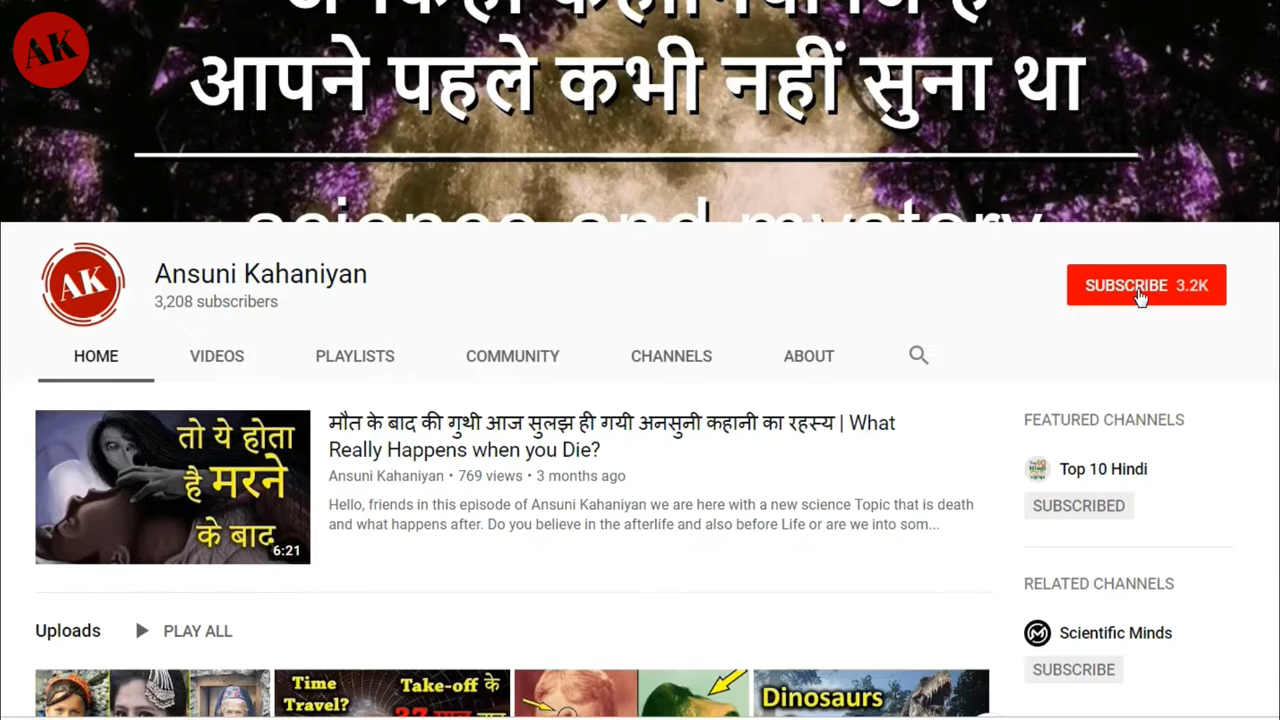 AK
आपने पहले कभी नहीं सुना था
science and mystery
AK
Ansuni Kahaniyan
3,208 subscribers
SUBSCRIBE 3.2K
HOME VIDEOS PLAYLISTS COMMUNITY CHANNELS ABOUT
तो ये होता
है मरने
के बाद
6:21
मौत के बाद की गुथी आज सुलझ ही गयी अनसुनी कहानी का रहस्य | What
Really Happens when you Die?
Ansuni Kahaniyan • 769 views • 3 months ago
Hello, friends in this episode of Ansuni Kahaniyan we are here with a new science Topic that is death
and what happens after. Do you believe in the afterlife and also before Life or are we into som...
FEATURED CHANNELS
Top 10 Hindi
SUBSCRIBED
RELATED CHANNELS
Scientific Minds
SUBSCRIBE
Uploads PLAY ALL
Time
Travel?
Take-off के
Dinosaurs